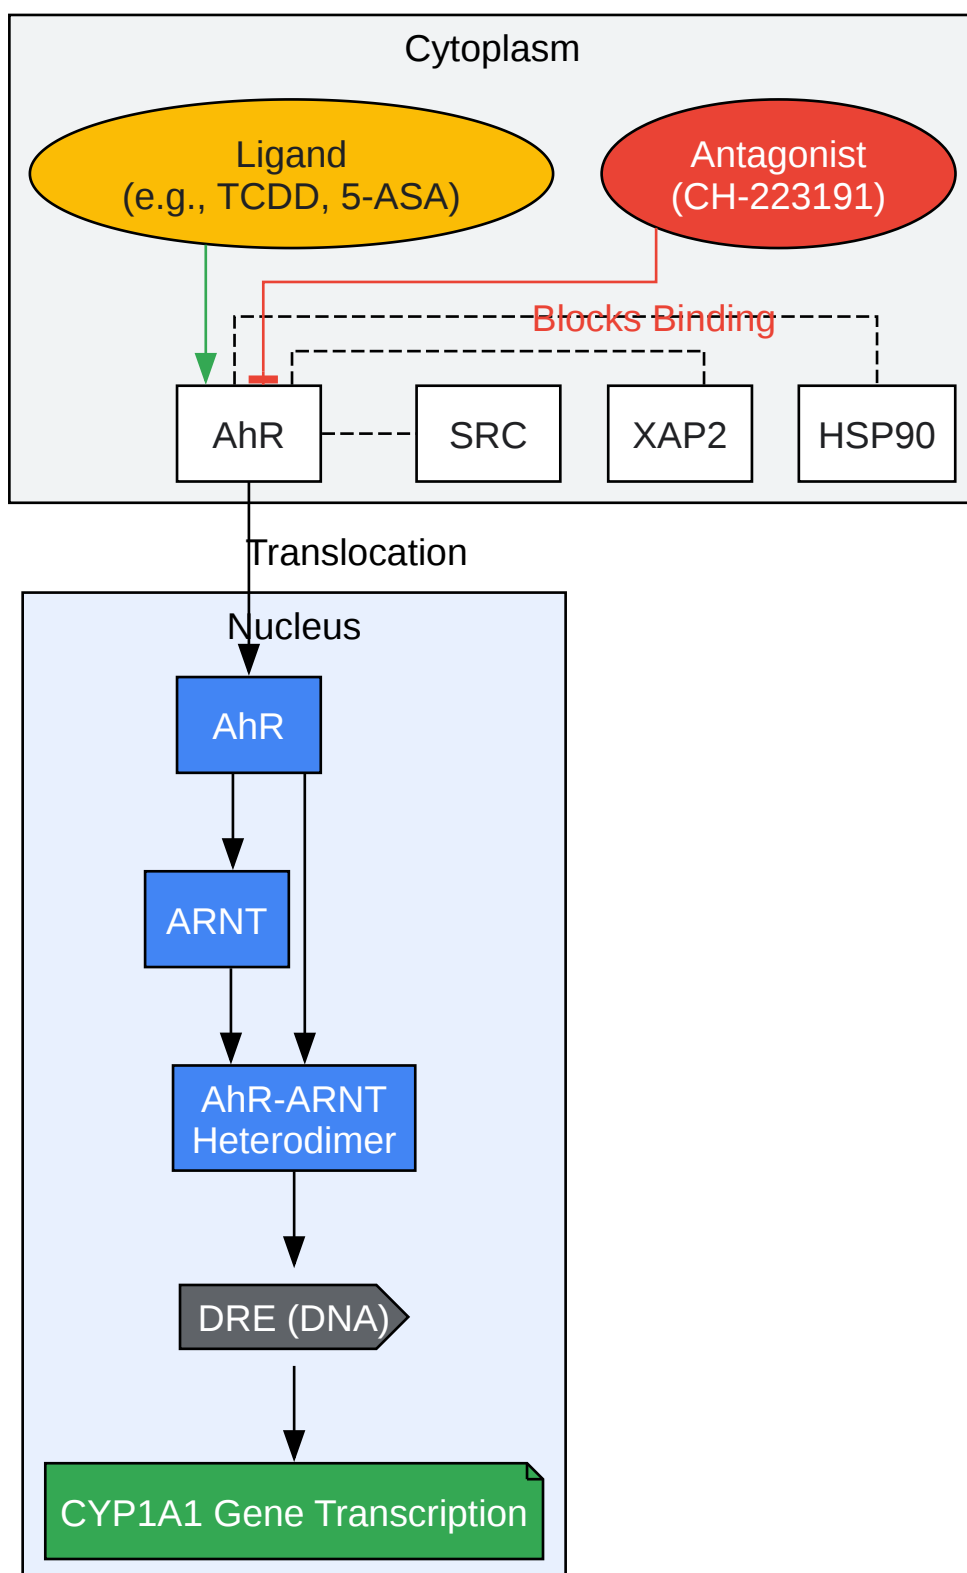 Cytoplasm
Ligand
(e.g., TCDD, 5-ASA)
Antagonist
(CH-223191)
Blocks Binding
AhR
SRC
XAP2
HSP90
Translocation
Nucleus
AhR
ARNT
AhR-ARNT
Heterodimer
DRE (DNA)
CYP1A1 Gene Transcription